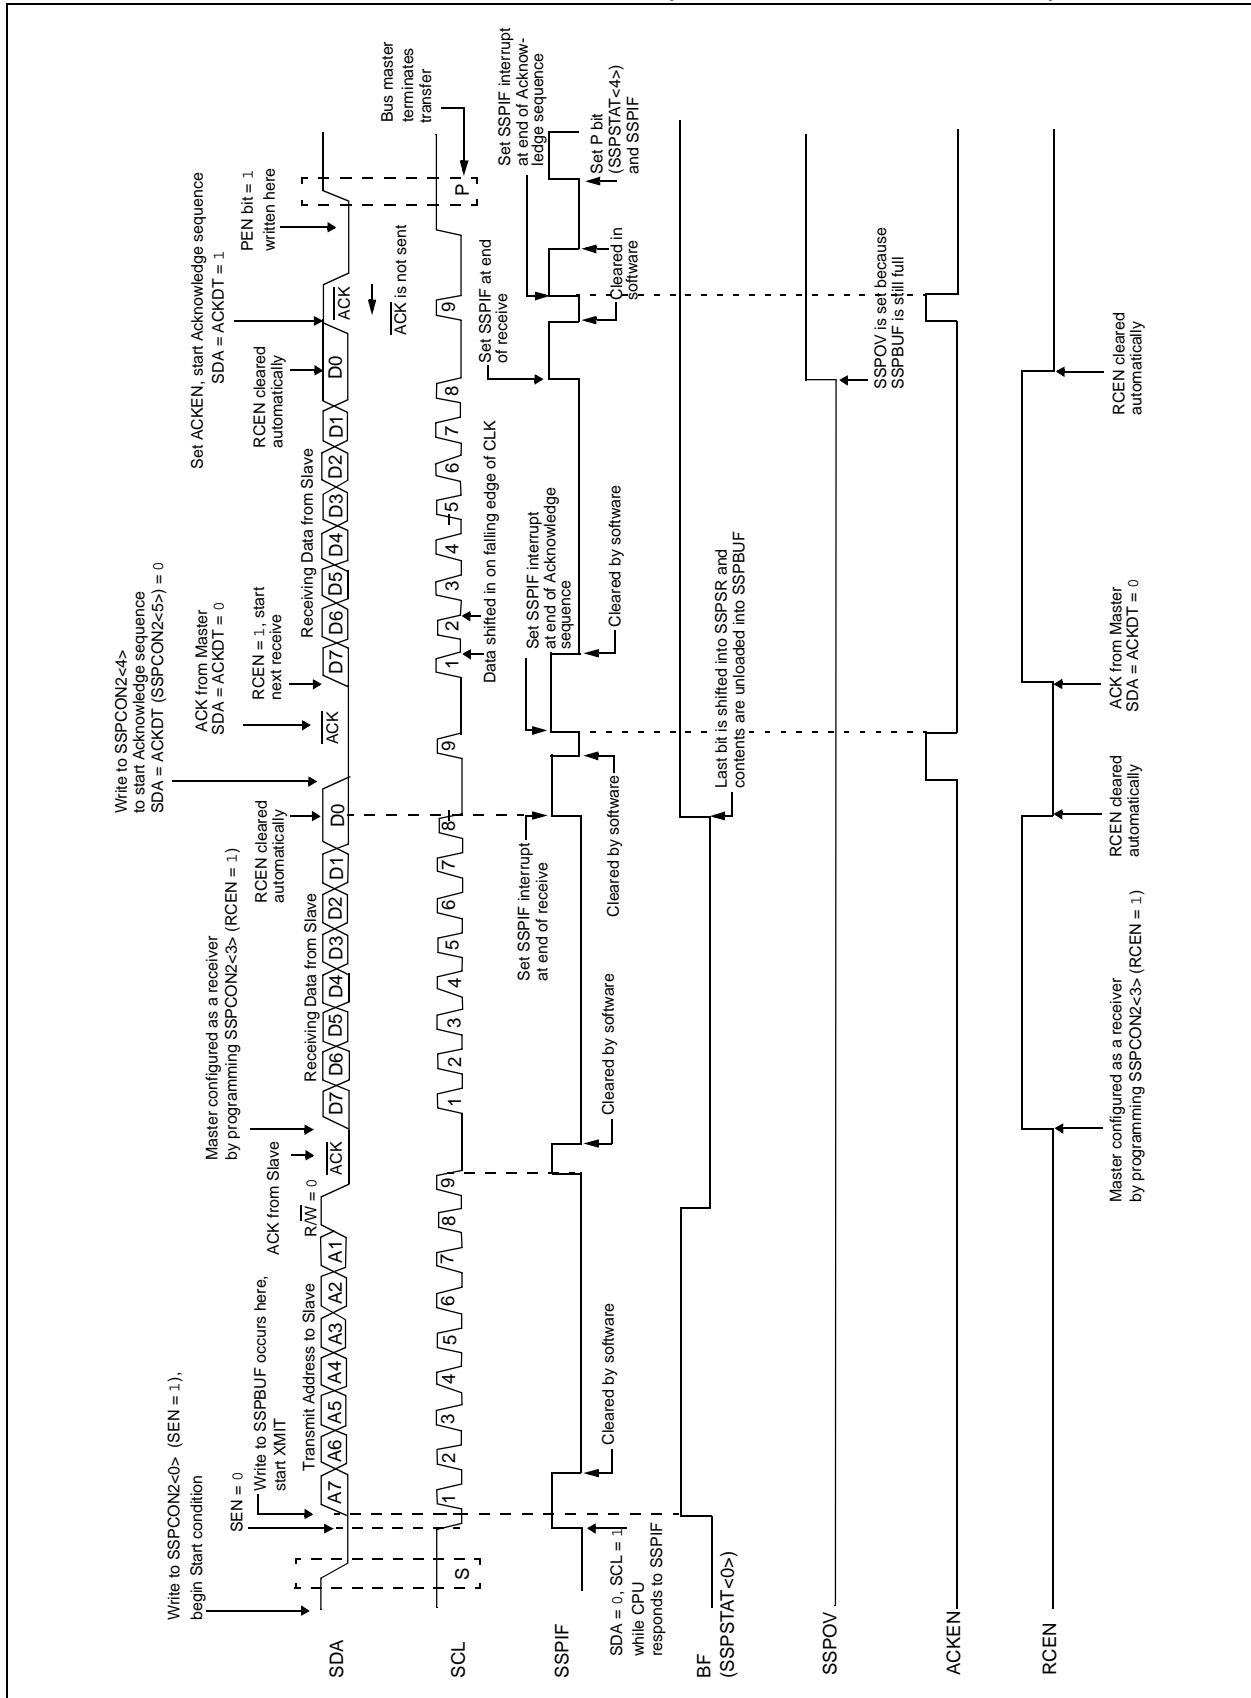 Write to SSPCON2<0> (SEN = 1),
begin Start condition
SEN = 0
Write to SSPBUF occurs here,
start XMIT
ACK from Slave
Master configured as a receiver
by programming SSPCON2<3> (RCEN = 1)
RCEN cleared
automatically
Write to SSPCON2<4>
to start Acknowledge sequence
SDA = ACKDT (SSPCON2<5>) = 0
ACK from Master
SDA = ACKDT = 0
RCEN = 1, start
next receive
RCEN cleared
automatically
Set ACKEN, start Acknowledge sequence
SDA = ACKDT = 1
PEN bit = 1
written here
Transmit Address to Slave
R/W = 0
Receiving Data from Slave
Receiving Data from Slave
SDA
A7 A6 A5 A4 A3 A2 A1 ACK D7 D6 D5 D4 D3 D2 D1 D0 ACK D7 D6 D5 D4 D3 D2 D1 D0 ACK
ACK is not sent
Bus master
terminates
transfer
SCL
S 1 2 3 4 5 6 7 8 9 1 2 3 4 5 6 7 8 9 1 2 3 4 5 6 7 8 9 P
Data shifted in on falling edge of CLK
Set SSPIF interrupt
at end of receive
Set SSPIF interrupt
at end of Acknowledge
sequence
Set SSPIF at end
of receive
Set SSPIF interrupt
at end of Acknow-
ledge sequence
SSPIF
SDA = 0, SCL = 1
while CPU
responds to SSPIF
Cleared by software
Cleared by software
Cleared by software
Cleared by software
Cleared by software
Cleared in
software
Set P bit
(SSPSTAT<4>)
and SSPIF
BF
(SSPSTAT<0>)
Last bit is shifted into SSPSR and
contents are unloaded into SSPBUF
SSPOV
SSPOV is set because
SSPBUF is still full
ACKEN
RCEN
Master configured as a receiver
by programming SSPCON2<3> (RCEN = 1)
RCEN cleared
automatically
ACK from Master
SDA = ACKDT = 0
RCEN cleared
automatically